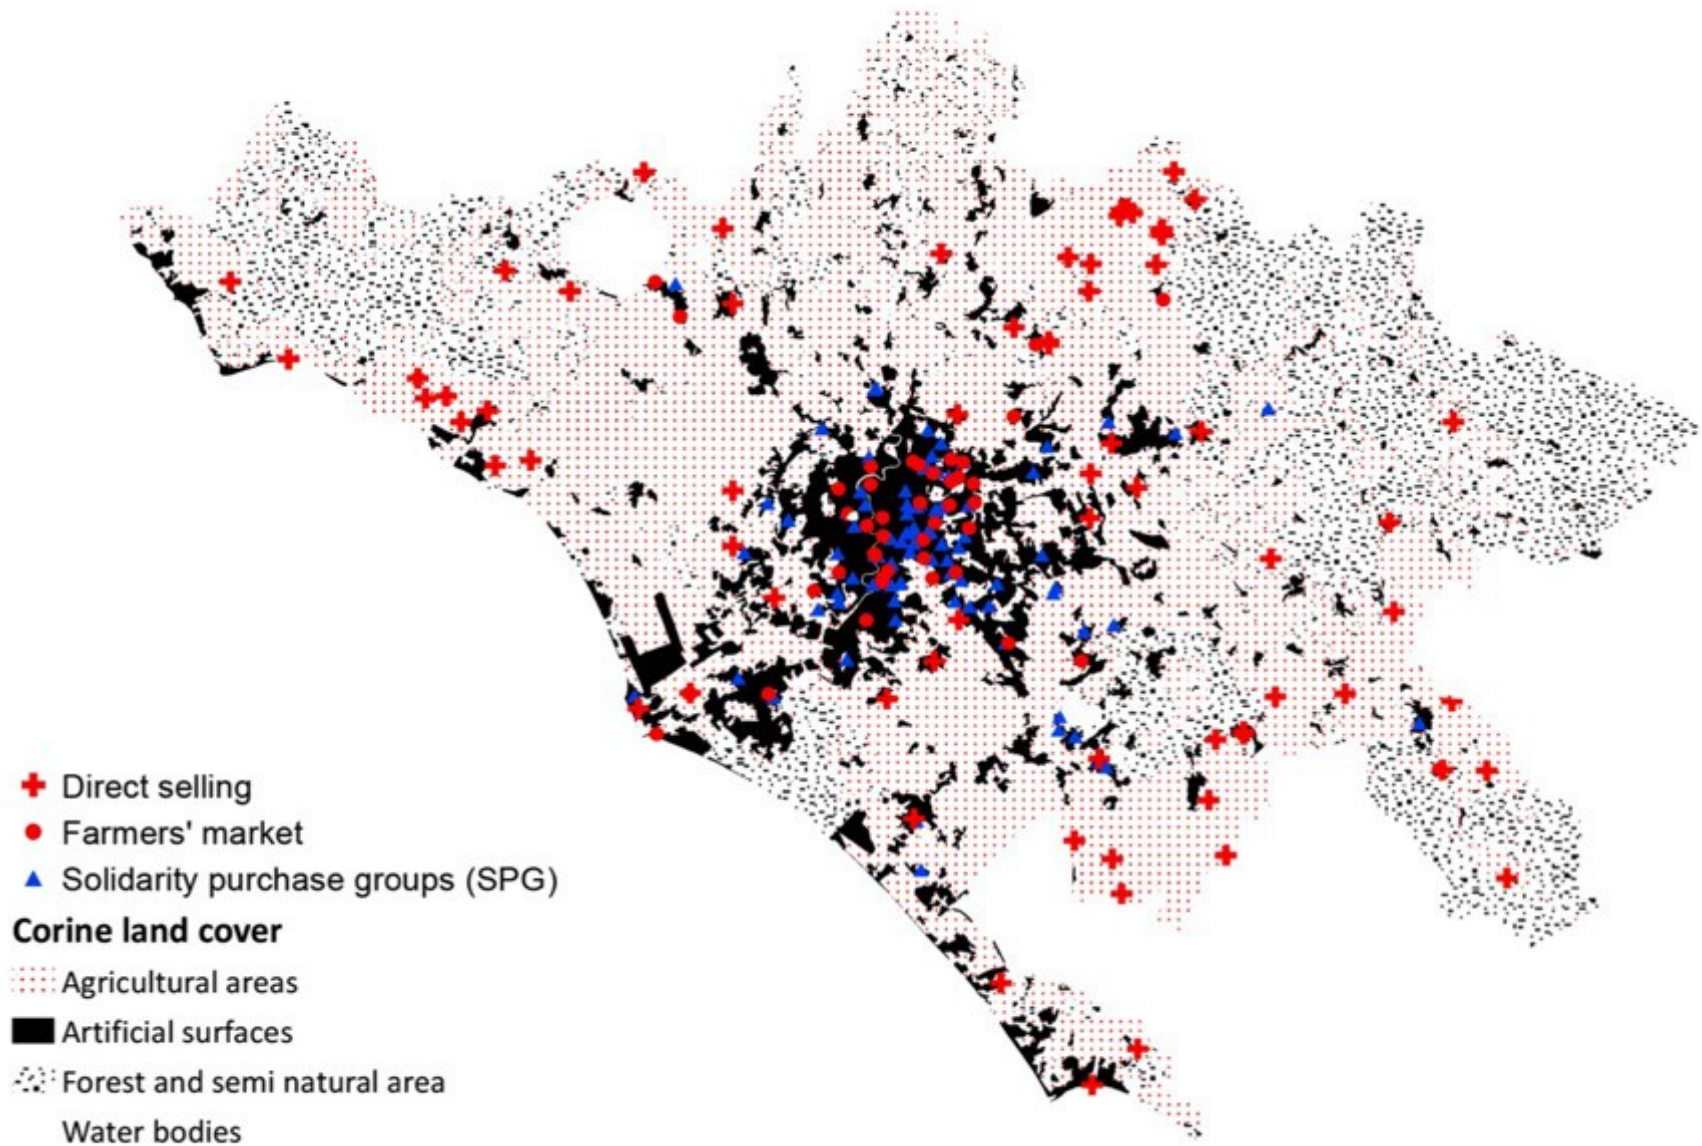 Direct selling
Farmers' market
Solidarity purchase groups (SPG)
Corine land cover
Agricultural areas
Artificial surfaces
Forest and semi natural area
Water bodies